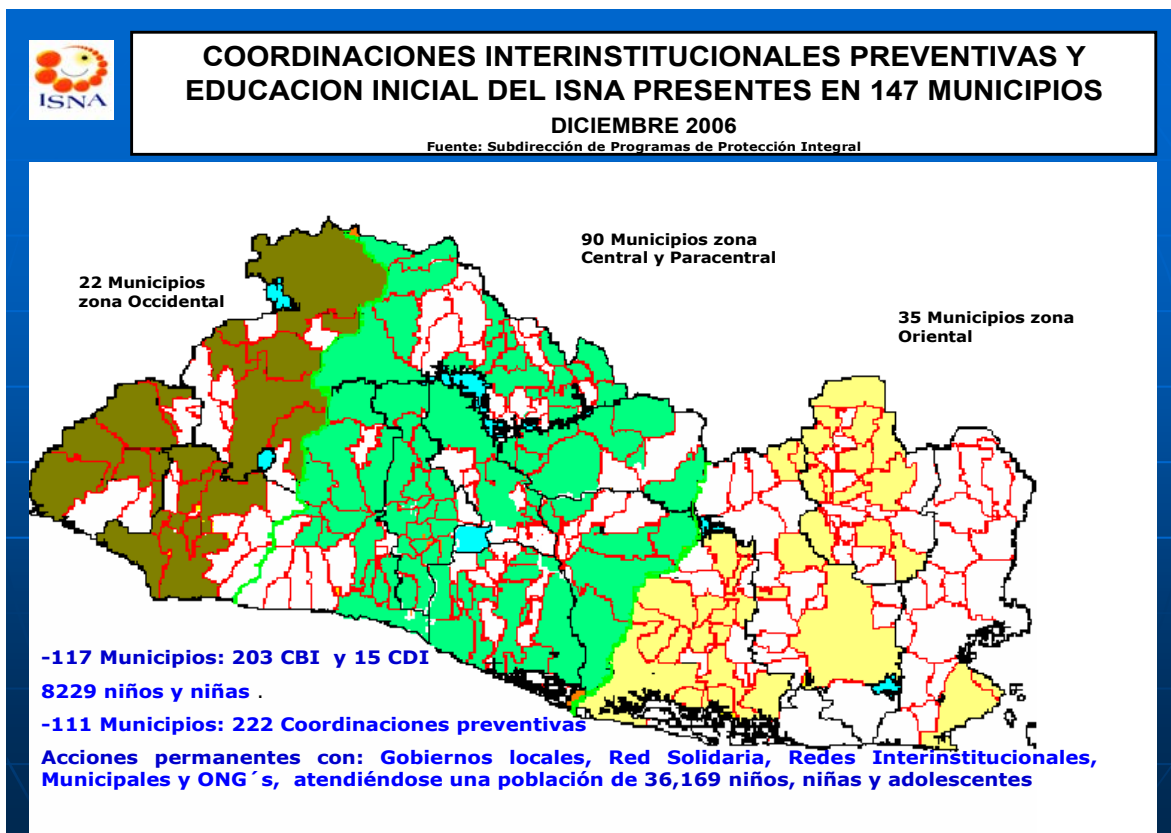 ISNA
COORDINACIONES INTERINSTITUCIONALES PREVENTIVAS Y
EDUCACION INICIAL DEL ISNA PRESENTES EN 147 MUNICIPIOS
DICIEMBRE 2006
Fuente: Subdirección de Programas de Protección Integral
90 Municipios zona
Central y Paracentral
22 Municipios
zona Occidental
35 Municipios zona
Oriental
-117 Municipios: 203 CBI y 15 CDI
8229 niños y niñas .
-111 Municipios: 222 Coordinaciones preventivas
Acciones permanentes con: Gobiernos locales, Red Solidaria, Redes Interinstitucionales,
Municipales y ONG´s, atendiéndose una población de 36,169 niños, niñas y adolescentes